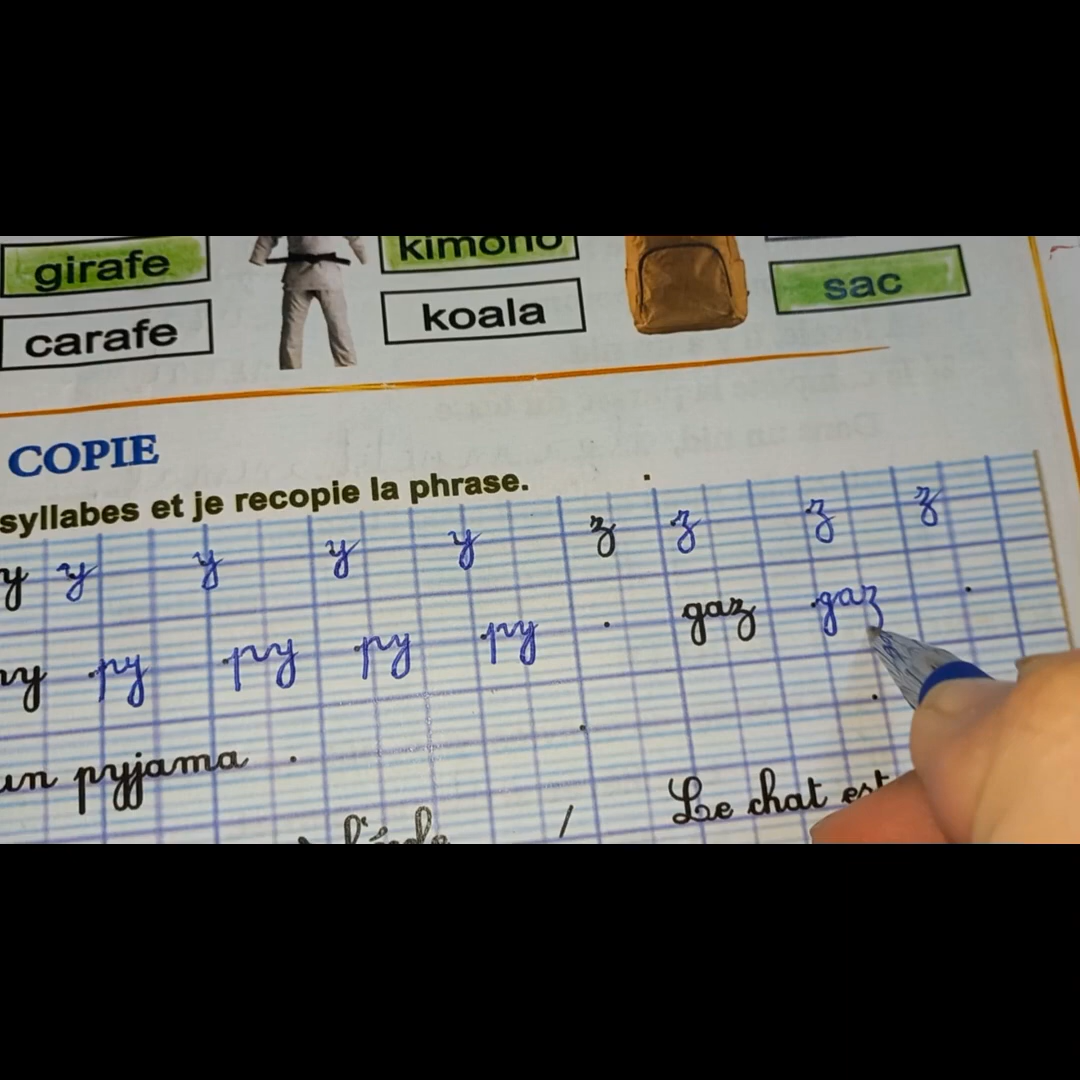 girafe kimono
carafe koala sac
COPIE
syllabes et je recopie la phrase.
y y y y y z z z z
py py py py py . gaz gaz .
un pyjama . . .
l'école / Le chat est